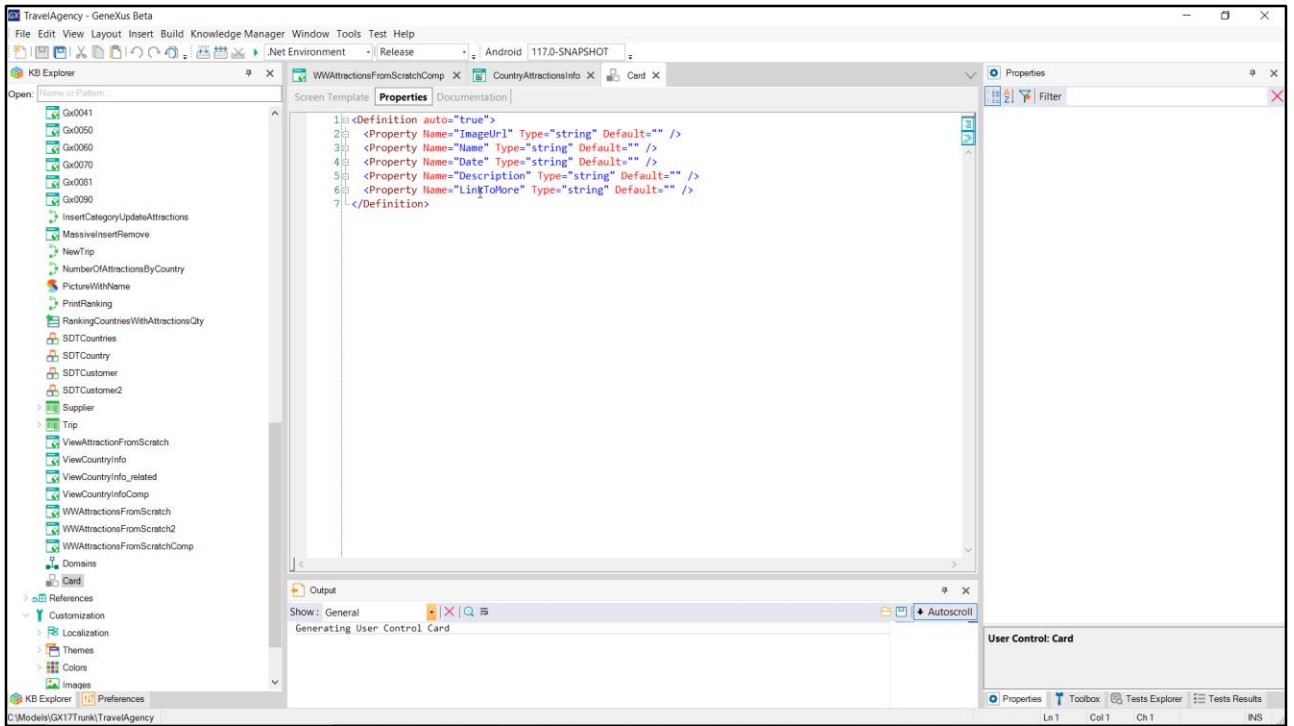 TravelAgency - GeneXus Beta
File Edit View Layout Insert Build Knowledge Manager Window Tools Test Help
.Net Environment Release Android 117.0-SNAPSHOT
KB Explorer
Open: Name or Pattern...
Gx0041
Gx0050
Gx0060
Gx0070
Gx0081
Gx0090
InsertCategoryUpdateAttractions
MassiveInsertRemove
NewTrip
NumberOfAttractionsByCountry
PictureWithName
PrintRanking
RankingCountriesWithAttractionsQty
SDTCountries
SDTCountry
SDTCustomer
SDTCustomer2
Supplier
Trip
ViewAttractionFromScratch
ViewCountryInfo
ViewCountryInfo_related
ViewCountryInfoComp
WWAttractionsFromScratch
WWAttractionsFromScratch2
WWAttractionsFromScratchComp
Domains
Card
References
Customization
Localization
Themes
Colors
Images
KB Explorer Preferences
WWAttractionsFromScratchComp CountryAttractionsInfo Card
Screen Template Properties Documentation
1 <Definition auto="true">
2 <Property Name="ImageUrl" Type="string" Default="" />
3 <Property Name="Name" Type="string" Default="" />
4 <Property Name="Date" Type="string" Default="" />
5 <Property Name="Description" Type="string" Default="" />
6 <Property Name="LinkToMore" Type="string" Default="" />
7 </Definition>
Output
Show: General Autoscroll
Generating User Control Card
Properties
Filter
User Control: Card
Properties Toolbox Tests Explorer Tests Results
C:\Models\GX17Trunk\TravelAgency Ln 1 Col 1 Ch 1 INS